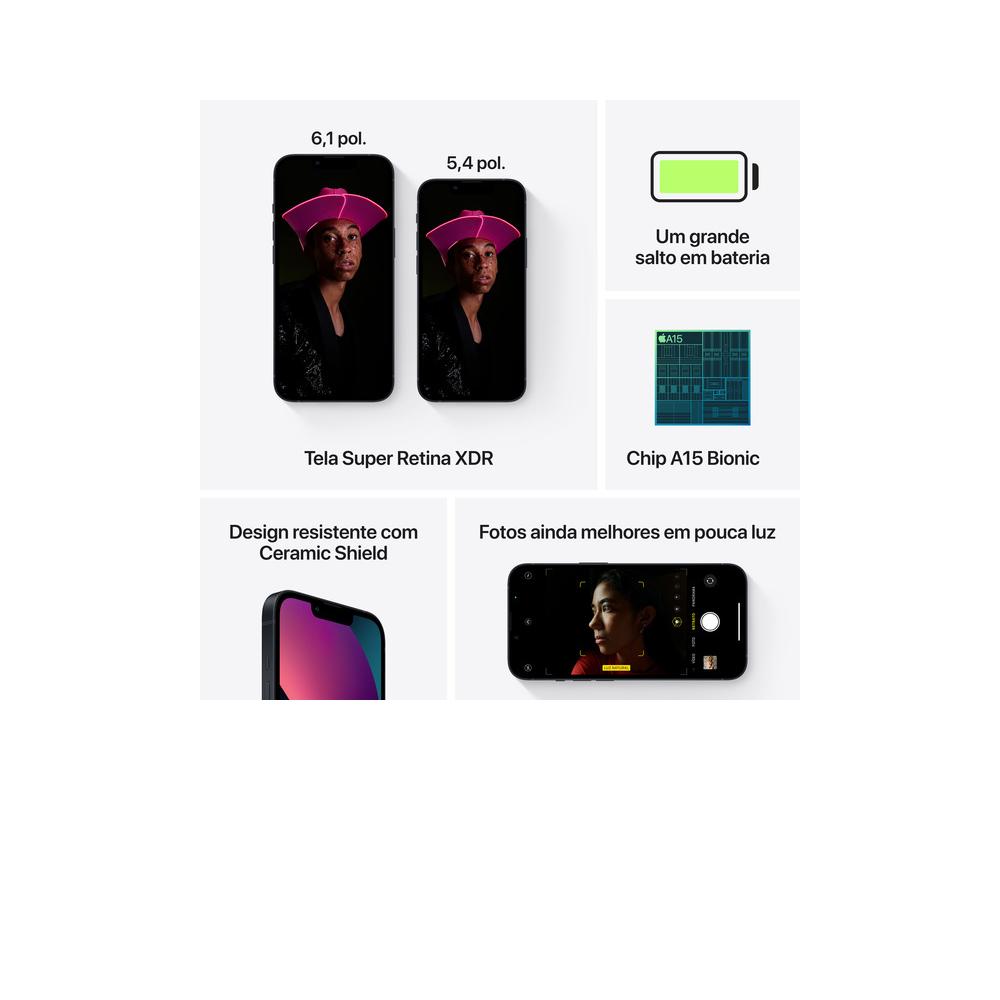 6,1 pol.
5,4 pol.
Tela Super Retina XDR
Um grande
salto em bateria
A15
Chip A15 Bionic
Design resistente com
Ceramic Shield
Fotos ainda melhores em pouca luz
LUZ NATURAL
VÍDEO
FOTO
RETRATO
PANORAMA